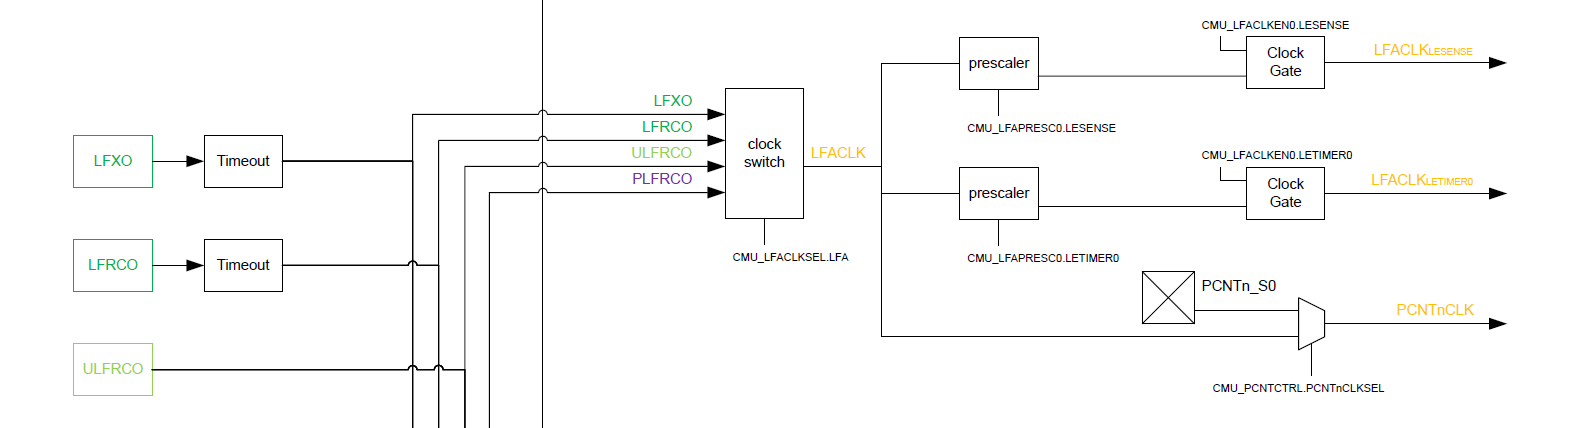 CMU_LFACLKEN0.LESENSE
LFACLKLESENSE
Clock
Gate
prescaler
CMU_LFAPRESC0.LESENSE
LFXO
LFRCO
ULFRCO
PLFRCO
clock
switch
LFACLK
CMU_LFACLKSEL.LFA
LFXO
Timeout
CMU_LFACLKEN0.LETIMER0
LFACLKLETIMER0
Clock
Gate
prescaler
CMU_LFAPRESC0.LETIMER0
LFRCO
Timeout
PCNTn_S0
PCNTnCLK
CMU_PCNTCTRL.PCNTnCLKSEL
ULFRCO